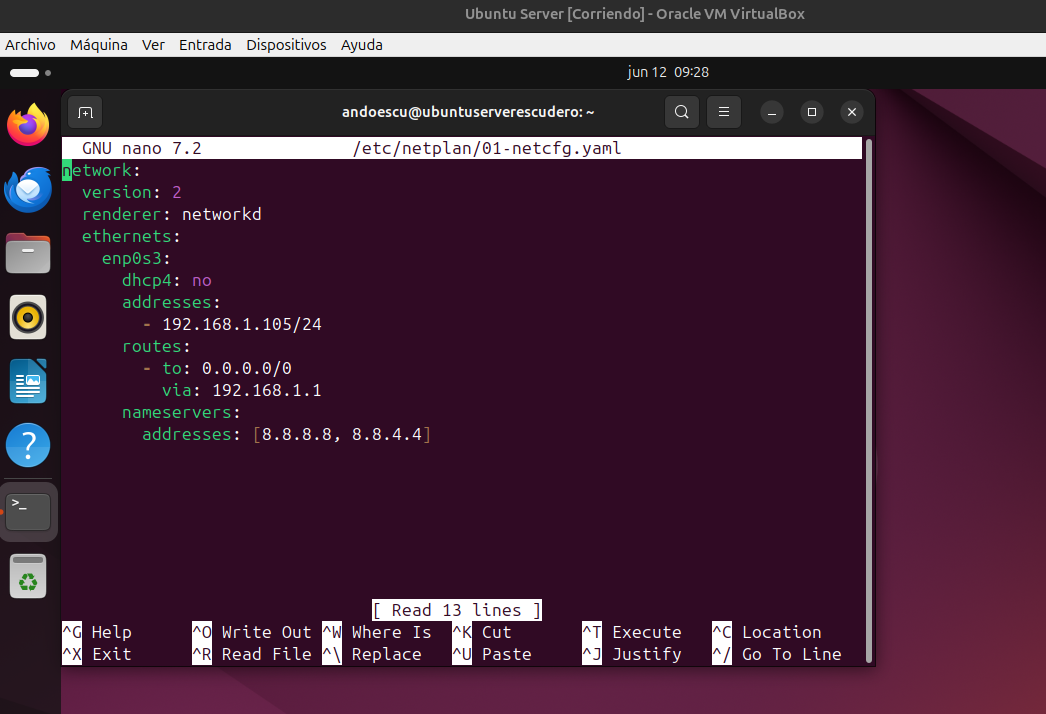 Ubuntu Server [Corriendo] - Oracle VM VirtualBox
Archivo Máquina Ver Entrada Dispositivos Ayuda
jun 12 09:28
andoescu@ubuntuserverescudero: ~
GNU nano 7.2 /etc/netplan/01-netcfg.yaml
network:
  version: 2
  renderer: networkd
  ethernets:
    enp0s3:
      dhcp4: no
      addresses:
        - 192.168.1.105/24
      routes:
        - to: 0.0.0.0/0
          via: 192.168.1.1
      nameservers:
        addresses: [8.8.8.8, 8.8.4.4]
[ Read 13 lines ]
^G Help ^O Write Out ^W Where Is ^K Cut ^T Execute ^C Location
^X Exit ^R Read File ^\ Replace ^U Paste ^J Justify ^/ Go To Line